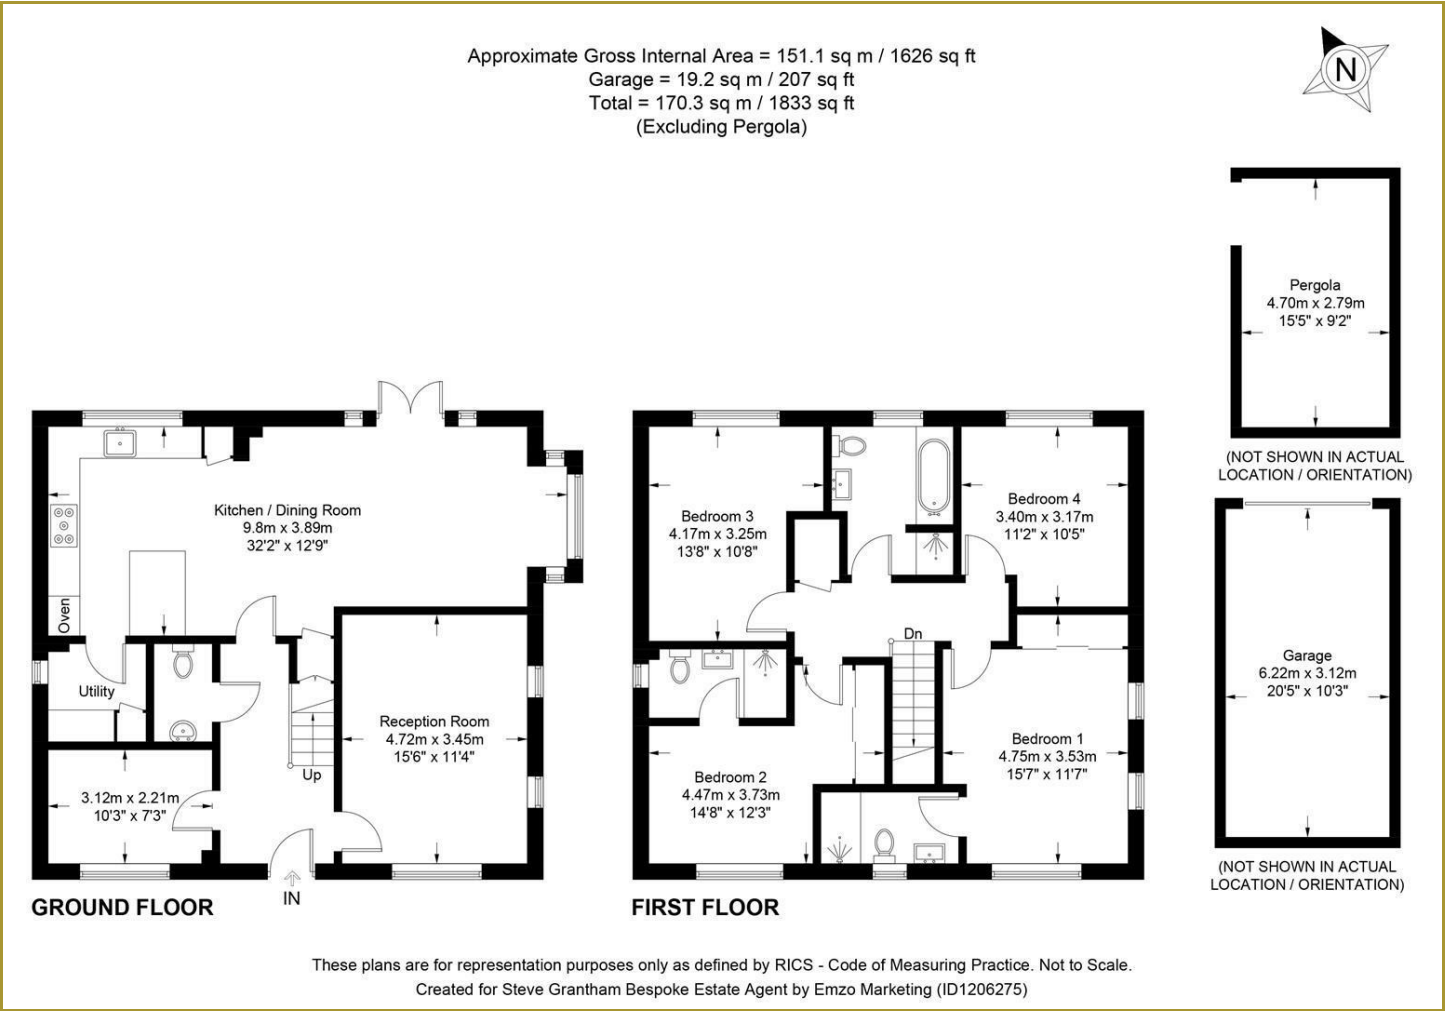 Approximate Gross Internal Area = 151.1 sq m / 1626 sq ft
Garage = 19.2 sq m / 207 sq ft
Total = 170.3 sq m / 1833 sq ft
(Excluding Pergola)
N
Pergola
4.70m x 2.79m
15'5" x 9'2"
(NOT SHOWN IN ACTUAL
LOCATION / ORIENTATION)
Kitchen / Dining Room
9.8m x 3.89m
32'2" x 12'9"
Oven
Utility
Reception Room
4.72m x 3.45m
15'6" x 11'4"
Up
3.12m x 2.21m
10'3" x 7'3"
IN
GROUND FLOOR
Bedroom 3
4.17m x 3.25m
13'8" x 10'8"
Bedroom 4
3.40m x 3.17m
11'2" x 10'5"
Dn
Bedroom 1
4.75m x 3.53m
15'7" x 11'7"
Bedroom 2
4.47m x 3.73m
14'8" x 12'3"
FIRST FLOOR
Garage
6.22m x 3.12m
20'5" x 10'3"
(NOT SHOWN IN ACTUAL
LOCATION / ORIENTATION)
These plans are for representation purposes only as defined by RICS - Code of Measuring Practice. Not to Scale.
Created for Steve Grantham Bespoke Estate Agent by Emzo Marketing (ID1206275)